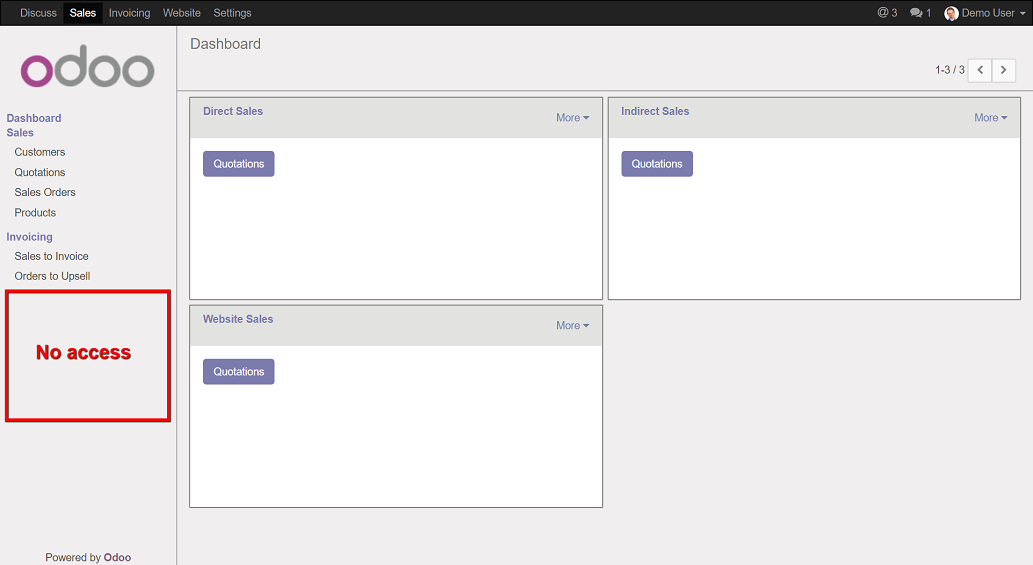 Discuss Sales Invoicing Website Settings @ 3 1 Demo User
odoo
Dashboard
Sales
Customers
Quotations
Sales Orders
Products
Invoicing
Sales to Invoice
Orders to Upsell
No access
Powered by Odoo
Dashboard
1-3 / 3
Direct Sales More
Quotations
Indirect Sales More
Quotations
Website Sales More
Quotations